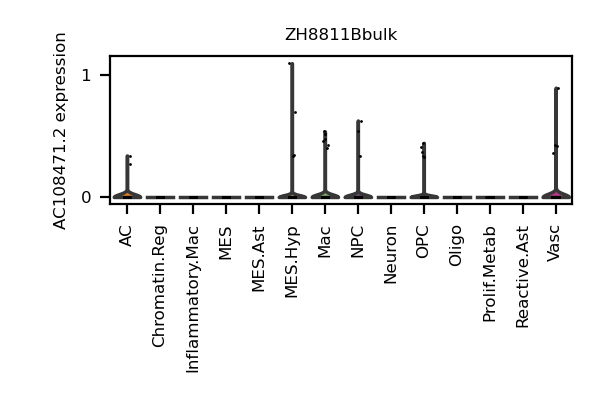 ZH8811Bbulk
AC108471.2 expression
1
0
AC
Chromatin.Reg
Inflammatory.Mac
MES
MES.Ast
MES.Hyp
Mac
NPC
Neuron
OPC
Oligo
Prolif.Metab
Reactive.Ast
Vasc